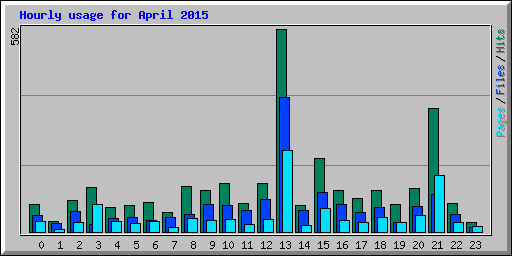 Hourly usage for April 2015
582
Pages / Files / Hits
0 1 2 3 4 5 6 7 8 9 10 11 12 13 14 15 16 17 18 19 20 21 22 23